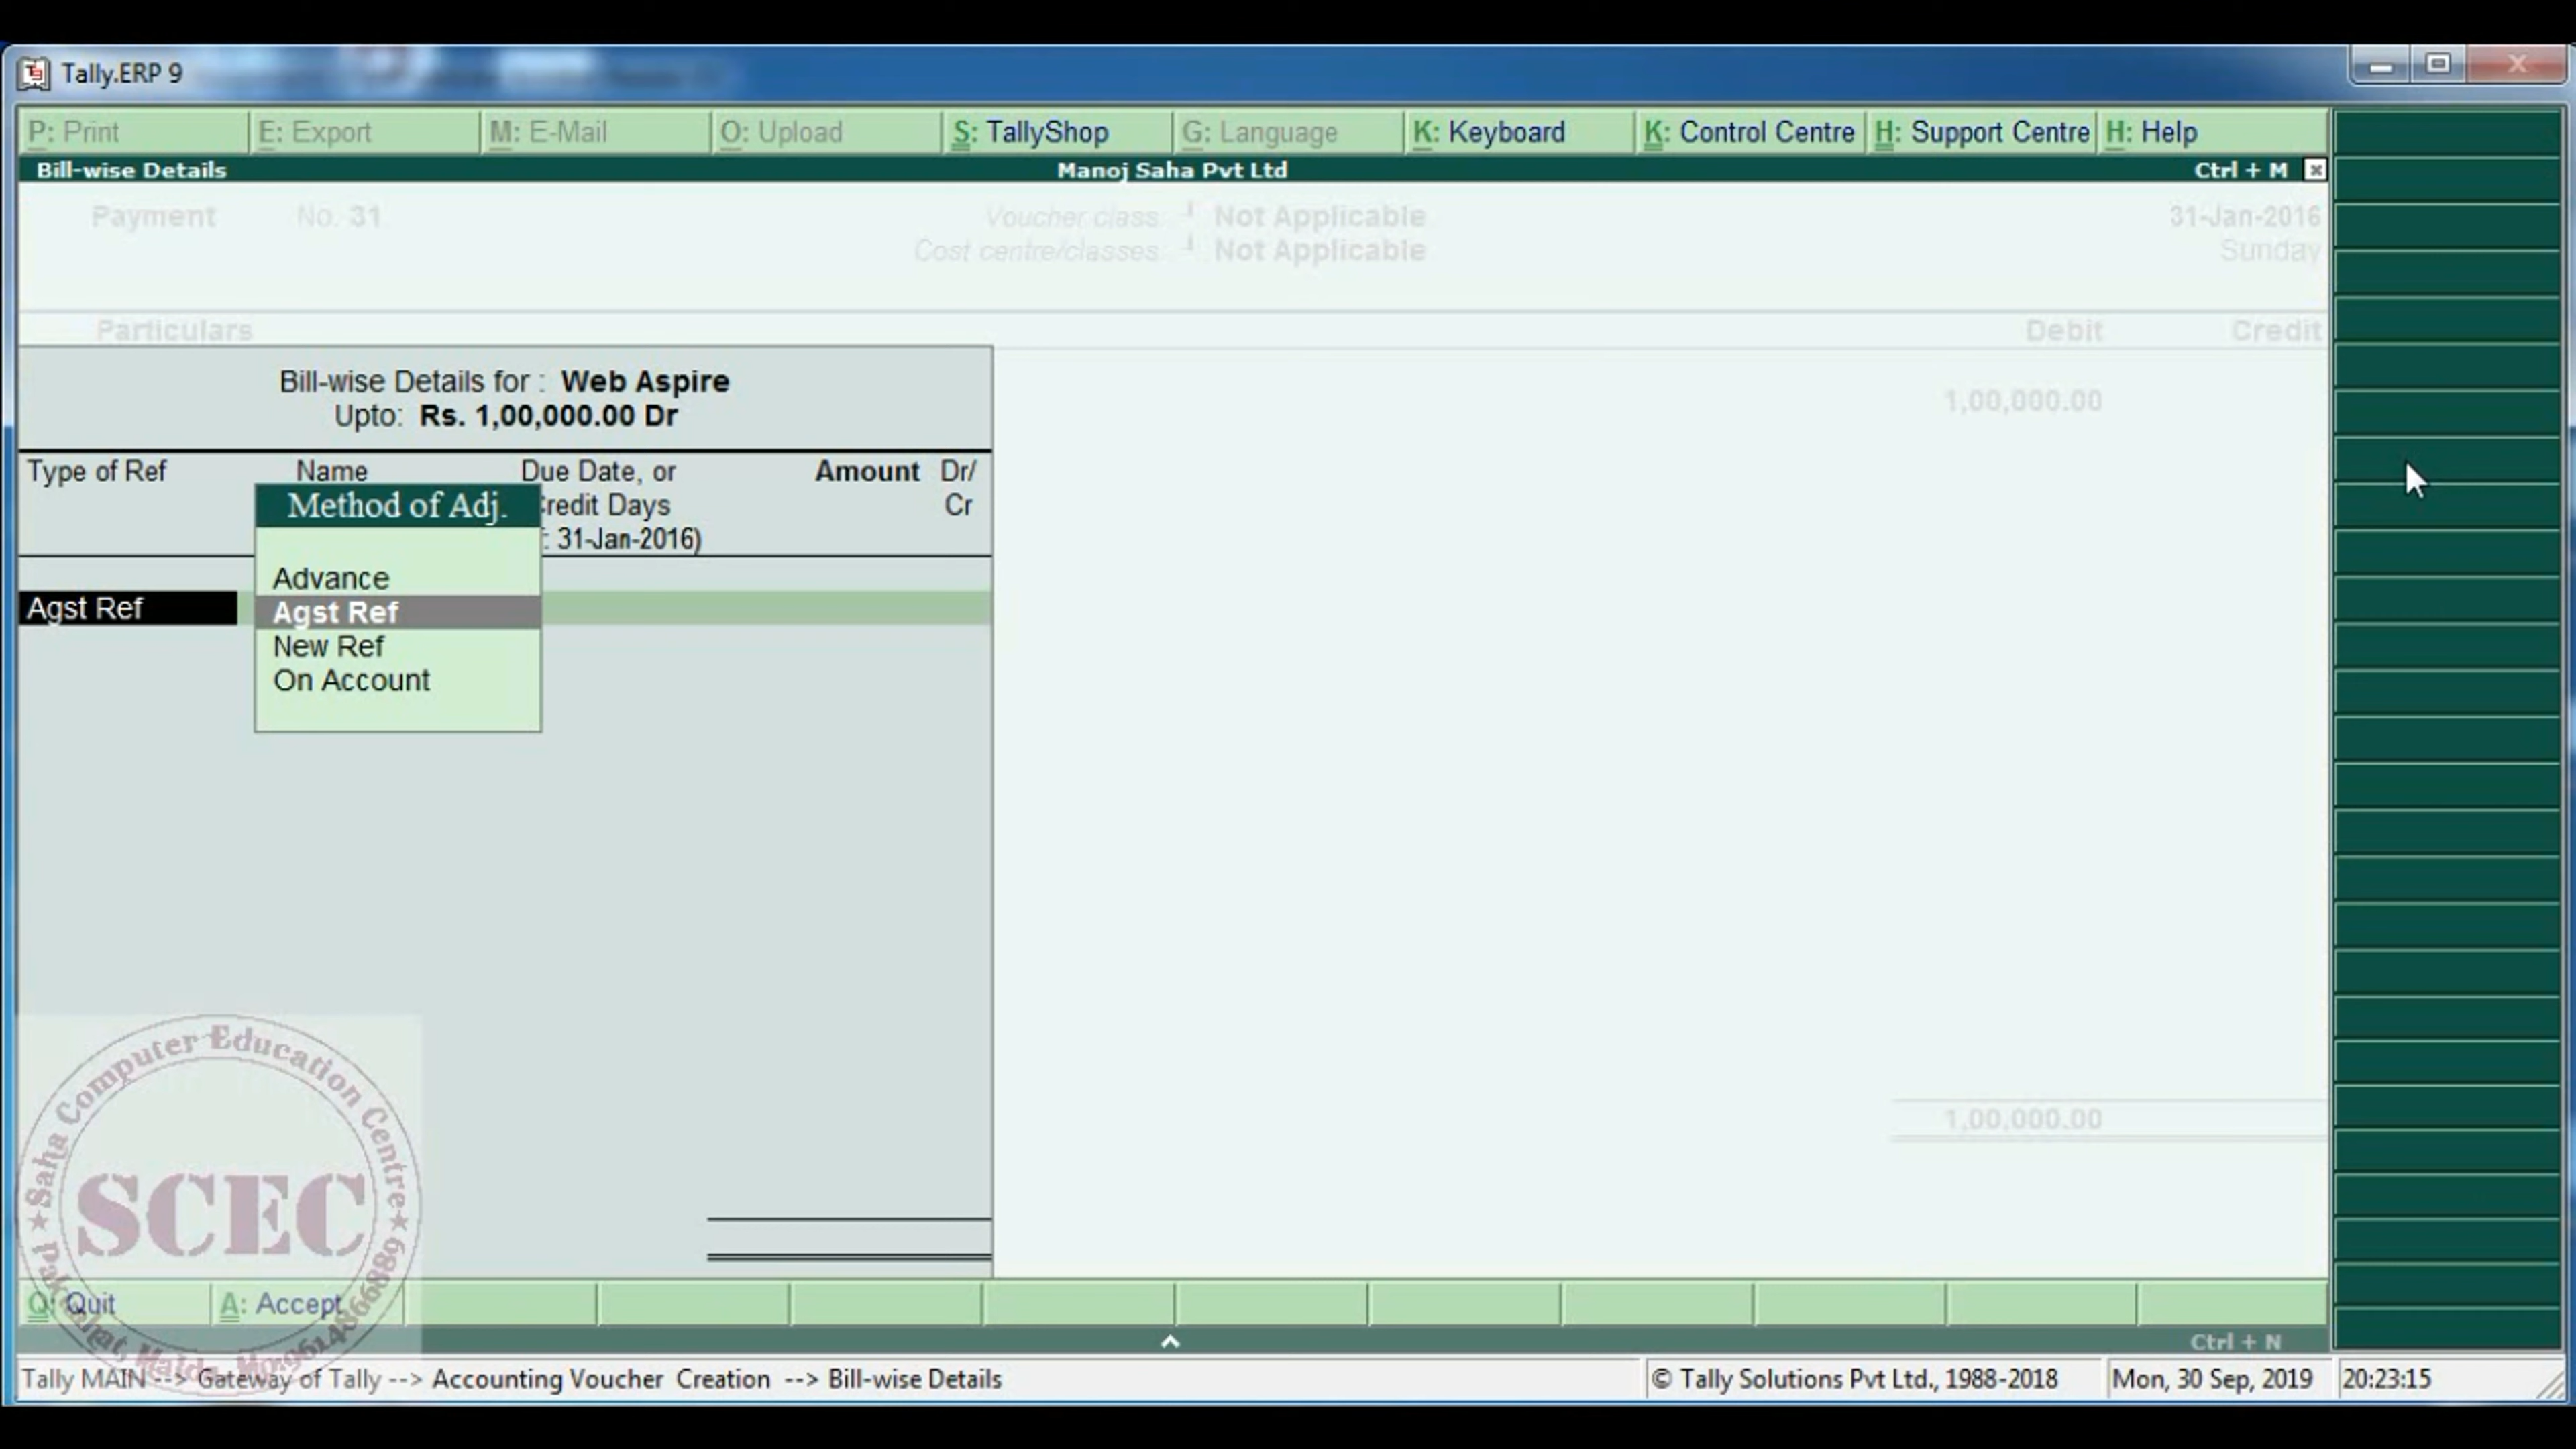 Tally.ERP 9
P: Print E: Export M: E-Mail O: Upload S: TallyShop G: Language K: Keyboard K: Control Centre H: Support Centre H: Help
Bill-wise Details Manoj Saha Pvt Ltd Ctrl + M
Payment No. 31 Voucher class: Not Applicable 31-Jan-2016
Cost centre/classes: Not Applicable Sunday
Particulars Debit Credit
Bill-wise Details for : Web Aspire
1,00,000.00
Upto: Rs. 1,00,000.00 Dr
Type of Ref Name Due Date, or Amount Dr/
Method of Adj. Credit Days Cr
: 31-Jan-2016)
Advance
Agst Ref Agst Ref
New Ref
On Account
1,00,000.00
Saha Computer Education Centre
SCEC
Q: Quit A: Accept
Ctrl + N
Tally MAIN --> Gateway of Tally --> Accounting Voucher Creation --> Bill-wise Details © Tally Solutions Pvt Ltd., 1988-2018 Mon, 30 Sep, 2019 20:23:15